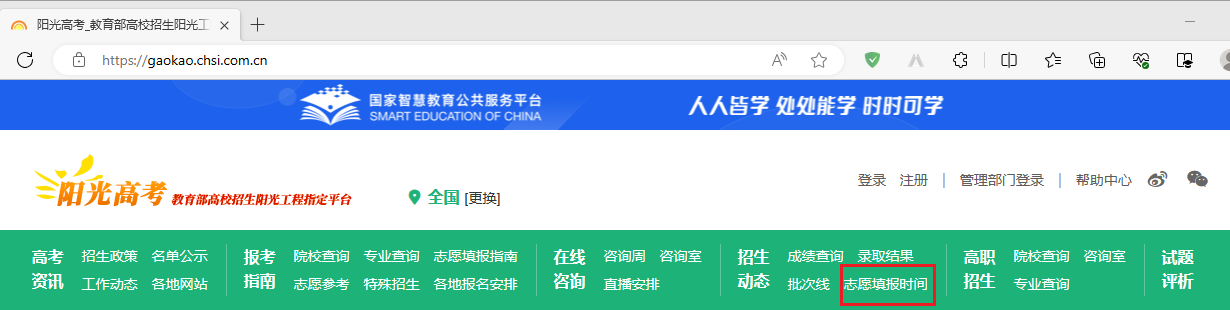 阳光高考_教育部高校招生阳光工
https://gaokao.chsi.com.cn
国家智慧教育公共服务平台
SMART EDUCATION OF CHINA
人人皆学 处处能学 时时可学
阳光高考 教育部高校招生阳光工程指定平台
全国 [更换]
登录 注册 | 管理部门登录 | 帮助中心
高考资讯
招生政策 名单公示
工作动态 各地网站
报考指南
院校查询 专业查询 志愿填报指南
志愿参考 特殊招生 各地报名安排
在线咨询
咨询周 咨询室
直播安排
招生动态
成绩查询 录取结果
批次线 志愿填报时间
高职招生
院校查询 咨询室
专业查询
试题评析